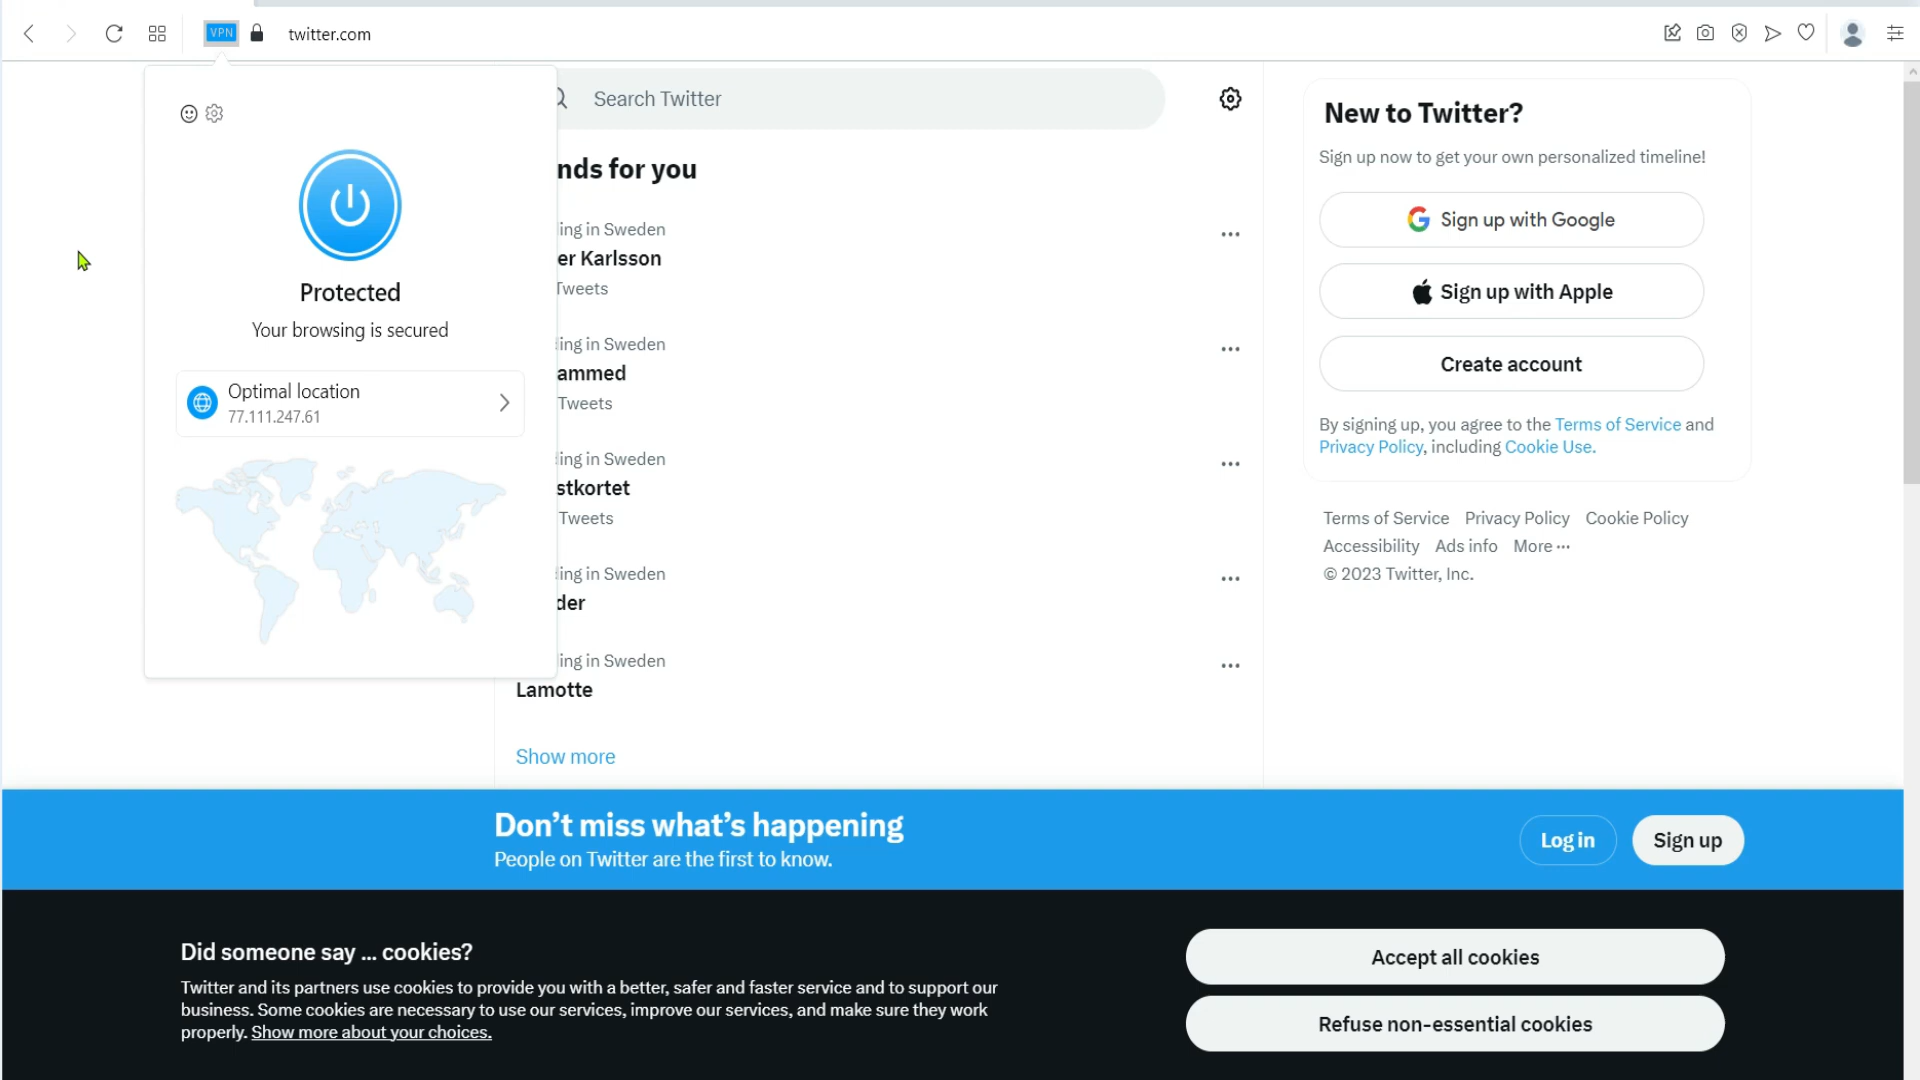 VPN
twitter.com
Protected
Your browsing is secured
Optimal location
77.111.247.61
Search Twitter
nds for you
ing in Sweden
er Karlsson
Tweets
ing in Sweden
ammed
Tweets
ing in Sweden
stkortet
Tweets
ing in Sweden
der
ing in Sweden
Lamotte
Show more
New to Twitter?
Sign up now to get your own personalized timeline!
Sign up with Google
Sign up with Apple
Create account
By signing up, you agree to the Terms of Service and
Privacy Policy, including Cookie Use.
Terms of Service Privacy Policy Cookie Policy
Accessibility Ads info More ···
© 2023 Twitter, Inc.
Don’t miss what’s happening
People on Twitter are the first to know.
Log in
Sign up
Did someone say … cookies?
Twitter and its partners use cookies to provide you with a better, safer and faster service and to support our
business. Some cookies are necessary to use our services, improve our services, and make sure they work
properly. Show more about your choices.
Accept all cookies
Refuse non-essential cookies